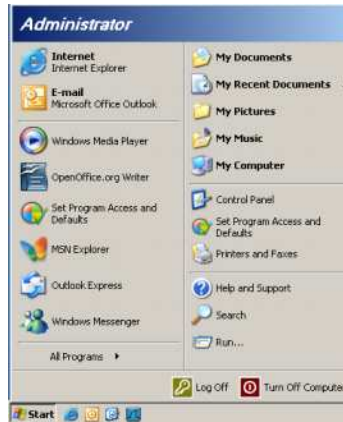 Administrator
Internet
Internet Explorer
E-mail
Microsoft Office Outlook
Windows Media Player
OpenOffice.org Writer
Set Program Access and
Defaults
MSN Explorer
Outlook Express
Windows Messenger
All Programs
My Documents
My Recent Documents
My Pictures
My Music
My Computer
Control Panel
Set Program Access and
Defaults
Printers and Faxes
Help and Support
Search
Run...
Log Off
Turn Off Computer
Start